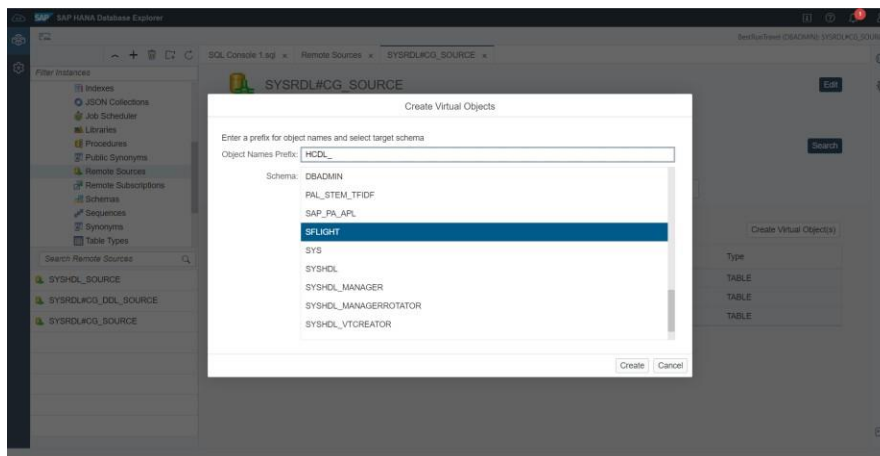 SAP SAP HANA Database Explorer
1
SQL Console 1.sql × Remote Sources × SYSRDL#CG_SOURCE ×
Filter Instances
Indexes
JSON Collections
Job Scheduler
Libraries
Procedures
Public Synonyms
Remote Sources
Remote Subscriptions
Schemas
Sequences
Synonyms
Table Types
Search Remote Sources
SYSHDL_SOURCE
SYSRDL#CG_DDL_SOURCE
SYSRDL#CG_SOURCE
SYSRDL#CG_SOURCE
Edit
Search
Create Virtual Object(s)
Type
TABLE
TABLE
TABLE
Create Virtual Objects
Enter a prefix for object names and select target schema
Object Names Prefix: HCDL_
Schema: DBADMIN
PAL_STEM_TFIDF
SAP_PA_APL
SFLIGHT
SYS
SYSHDL
SYSHDL_MANAGER
SYSHDL_MANAGERROTATOR
SYSHDL_VTCREATOR
Create Cancel